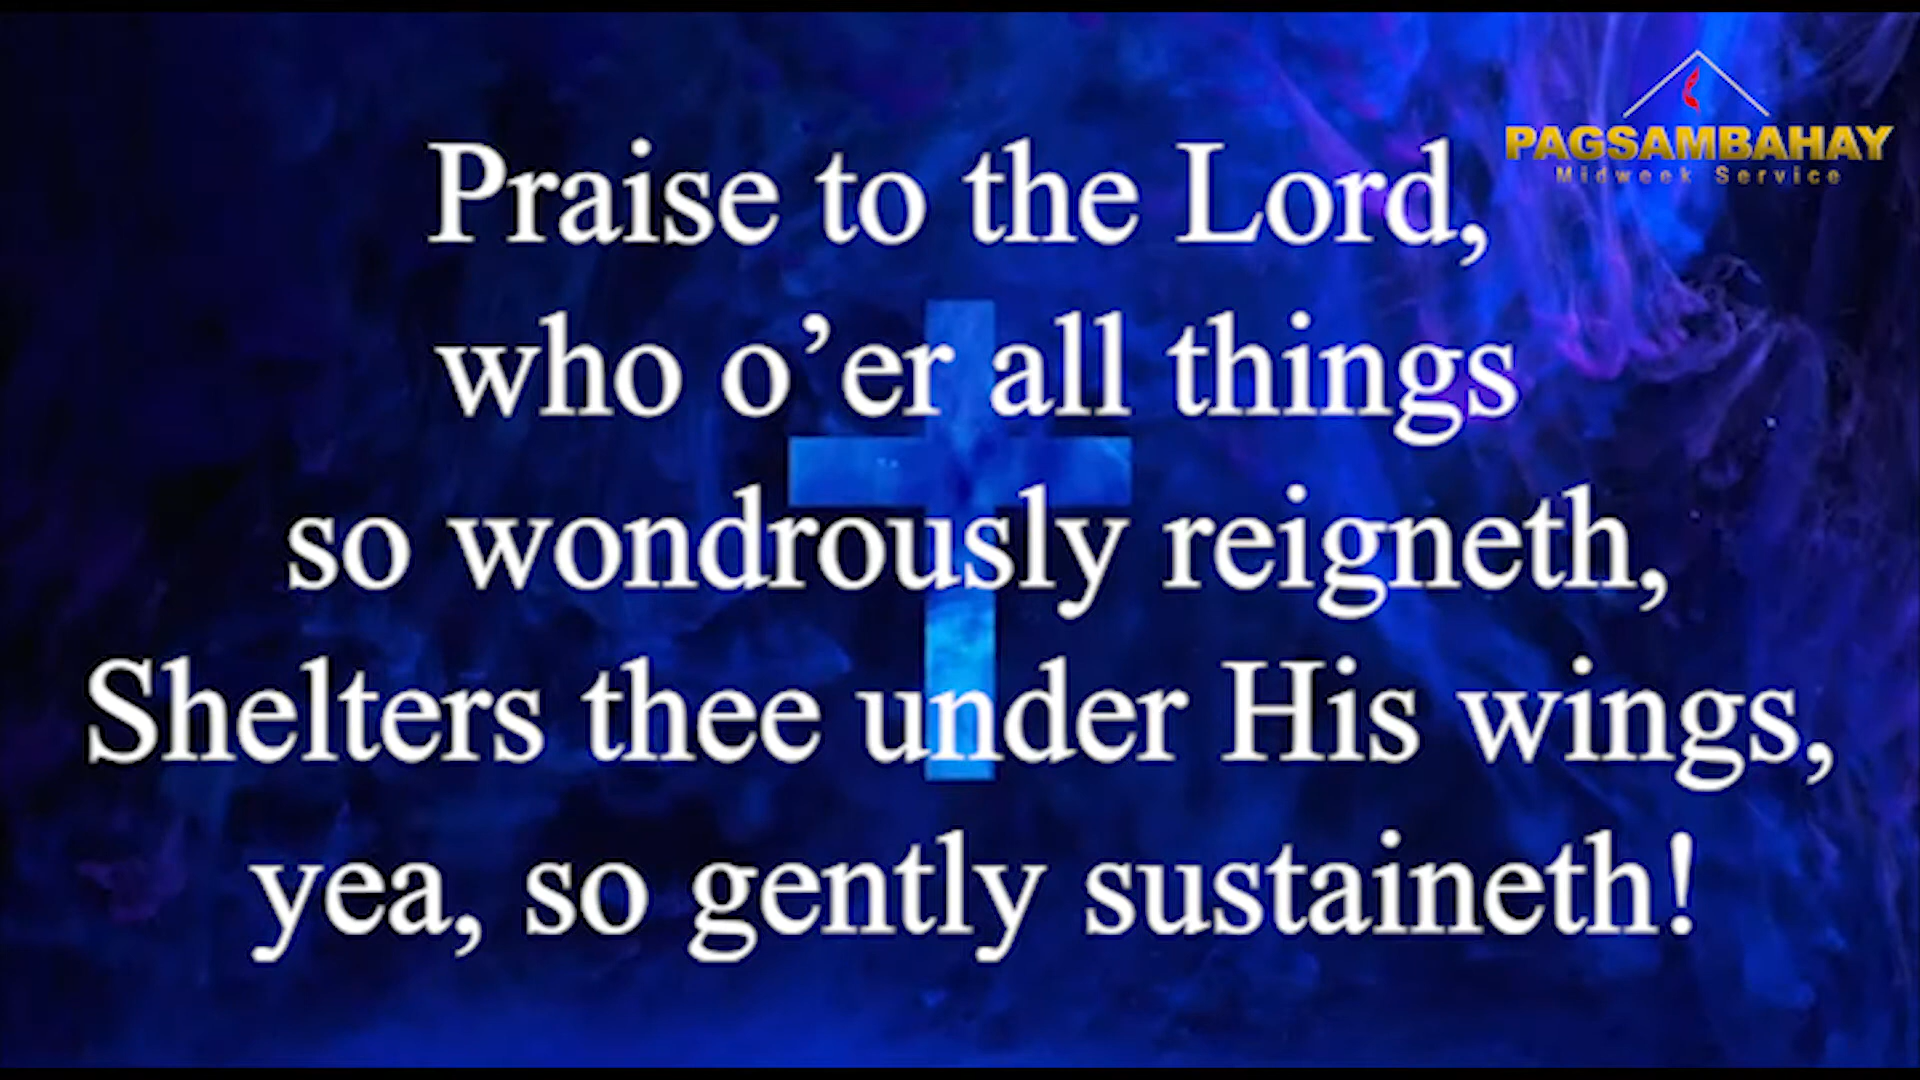 PAGSAMBAHAY
Midweek Service
Praise to the Lord,
who o’er all things
so wondrously reigneth,
Shelters thee under His wings,
yea, so gently sustaineth!